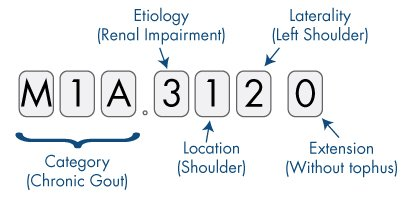 Etiology
(Renal Impairment)
Laterality
(Left Shoulder)
M1A.3120
Category
(Chronic Gout)
Location
(Shoulder)
Extension
(Without tophus)